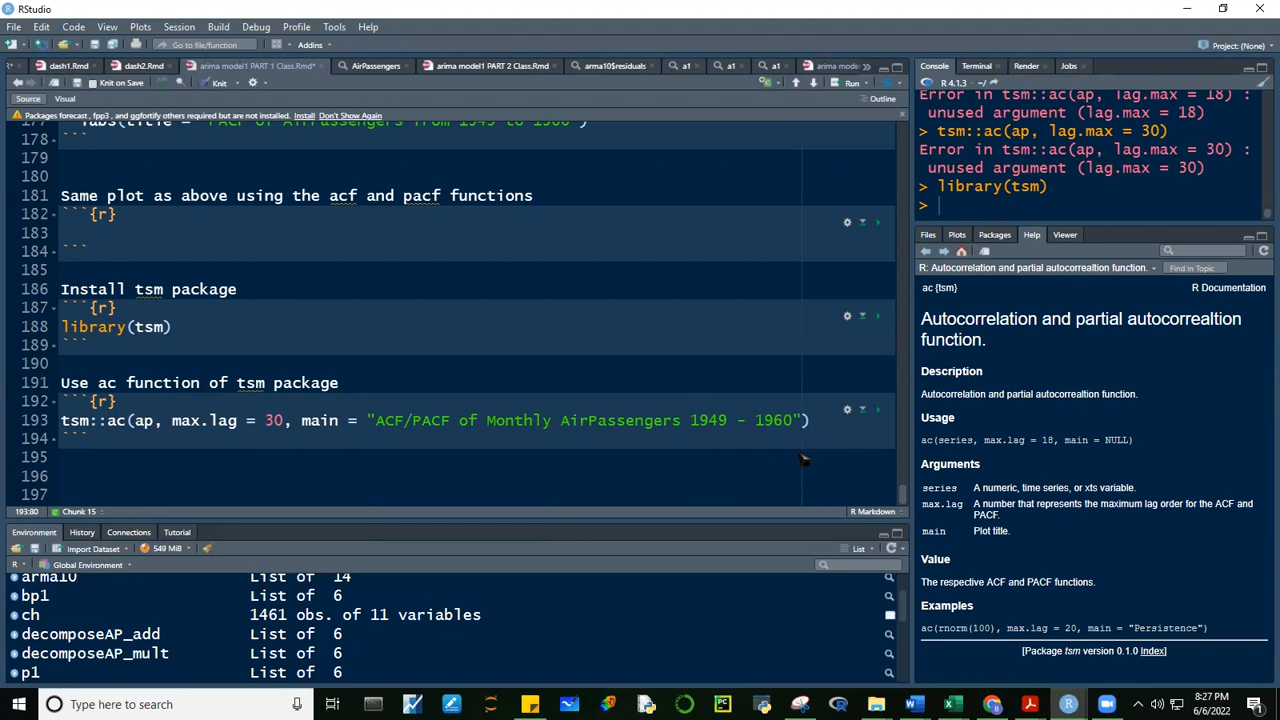 RStudio
File Edit Code View Plots Session Build Debug Profile Tools Help
Go to file/function Addins Project: (None)
dash1.Rmd dash2.Rmd arima model1 PART 1 Class.Rmd* AirPassengers arima model1 PART 2 Class.Rmd arma10$residuals a1 a1 arima mode
Knit on Save Knit Run
Source Visual Outline
Packages forecast, fpp3 , and ggfortify others required but are not installed. Install Don't Show Again
177 labs(title = "PACF of AirPassengers from 1949 to 1960")
178 ```
179
180
181 Same plot as above using the acf and pacf functions
182 ```{r}
183
184 ```
185
186 Install tsm package
187 ```{r}
188 library(tsm)
189 ```
190
191 Use ac function of tsm package
192 ```{r}
193 tsm::ac(ap, max.lag = 30, main = "ACF/PACF of Monthly AirPassengers 1949 - 1960")
194 ```
195
196
197
193:80 Chunk 15 R Markdown
Environment History Connections Tutorial
Import Dataset 549 MiB List
R Global Environment
arma10 List of 14
bp1 List of 6
ch 1461 obs. of 11 variables
decomposeAP_add List of 6
decomposeAP_mult List of 6
p1 List of 6
Console Terminal Render Jobs
R 4.1.3 · ~/
Error in tsm::ac(ap, lag.max = 18) :
unused argument (lag.max = 18)
> tsm::ac(ap, lag.max = 30)
Error in tsm::ac(ap, lag.max = 30) :
unused argument (lag.max = 30)
> library(tsm)
>
Files Plots Packages Help Viewer
R: Autocorrelation and partial autocorrealtion function. Find in Topic
ac {tsm} R Documentation
Autocorrelation and partial autocorrealtion
function.
Description
Autocorrelation and partial autocorrealtion function.
Usage
ac(series, max.lag = 18, main = NULL)
Arguments
series A numeric, time series, or xts variable.
max.lag A number that represents the maximum lag order for the ACF and
PACF.
main Plot title.
Value
The respective ACF and PACF functions.
Examples
ac(rnorm(100), max.lag = 20, main = "Persistence")
[Package tsm version 0.1.0 Index]
Type here to search
8:27 PM
6/6/2022